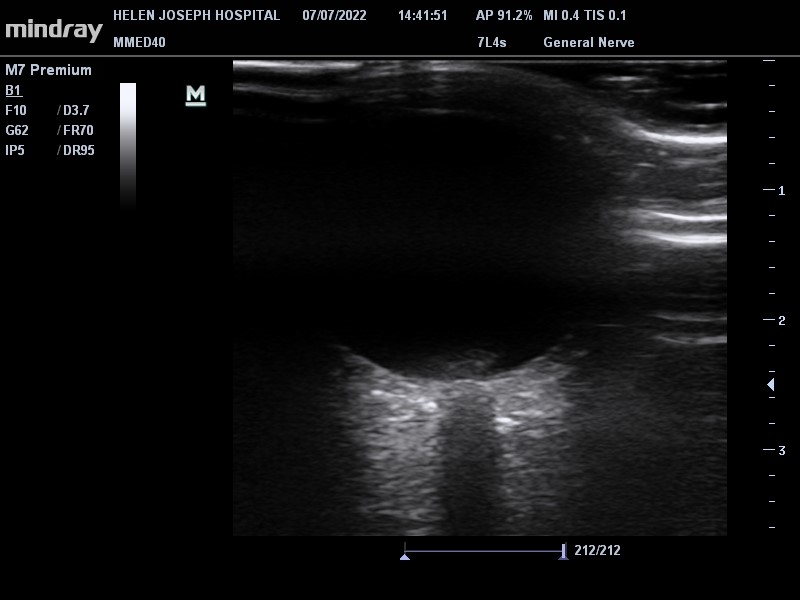 mindray
HELEN JOSEPH HOSPITAL 07/07/2022 14:41:51 AP 91.2% MI 0.4 TIS 0.1
MMED40 7L4s General Nerve
M7 Premium
B1
F10 / D3.7
G62 / FR70
IP5 / DR95
M
1
2
3
212/212